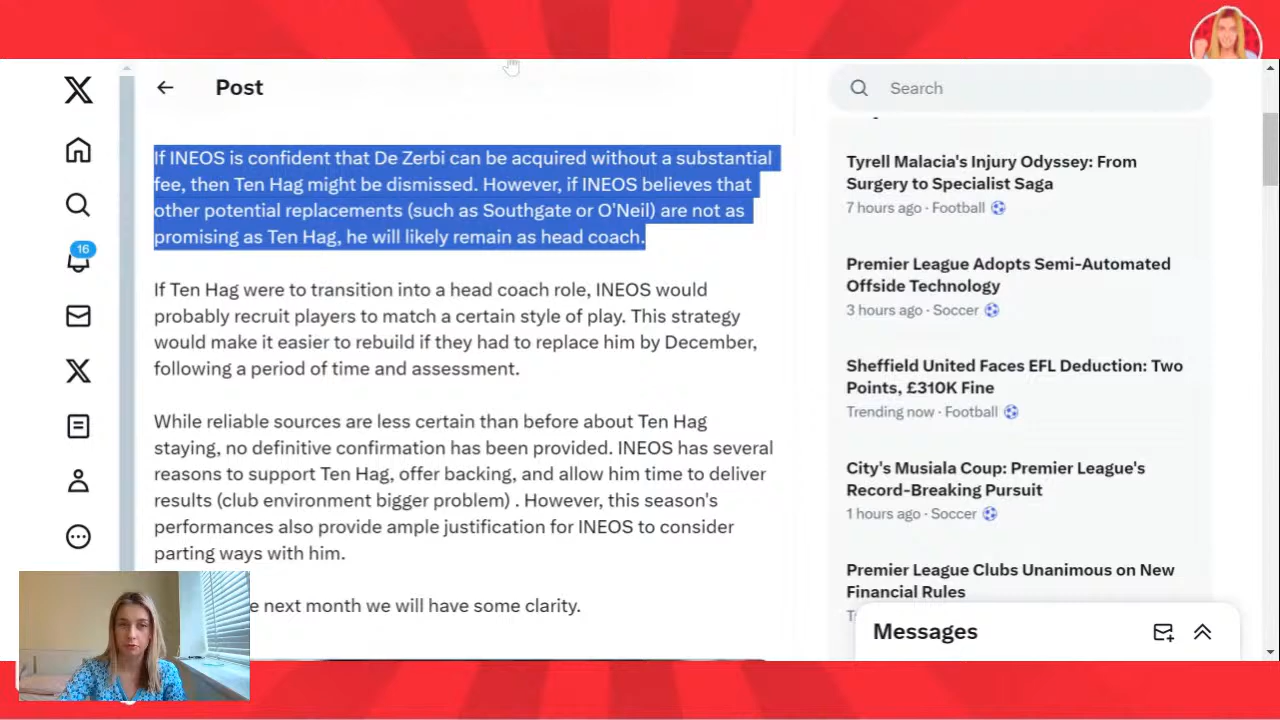 Post
If INEOS is confident that De Zerbi can be acquired without a substantial
fee, then Ten Hag might be dismissed. However, if INEOS believes that
other potential replacements (such as Southgate or O'Neil) are not as
promising as Ten Hag, he will likely remain as head coach.
If Ten Hag were to transition into a head coach role, INEOS would
probably recruit players to match a certain style of play. This strategy
would make it easier to rebuild if they had to replace him by December,
following a period of time and assessment.
While reliable sources are less certain than before about Ten Hag
staying, no definitive confirmation has been provided. INEOS has several
reasons to support Ten Hag, offer backing, and allow him time to deliver
results (club environment bigger problem) . However, this season's
performances also provide ample justification for INEOS to consider
parting ways with him.
next month we will have some clarity.
16
Search
Tyrell Malacia's Injury Odyssey: From
Surgery to Specialist Saga
7 hours ago · Football
Premier League Adopts Semi-Automated
Offside Technology
3 hours ago · Soccer
Sheffield United Faces EFL Deduction: Two
Points, £310K Fine
Trending now · Football
City's Musiala Coup: Premier League's
Record-Breaking Pursuit
1 hours ago · Soccer
Premier League Clubs Unanimous on New
Financial Rules
Messages